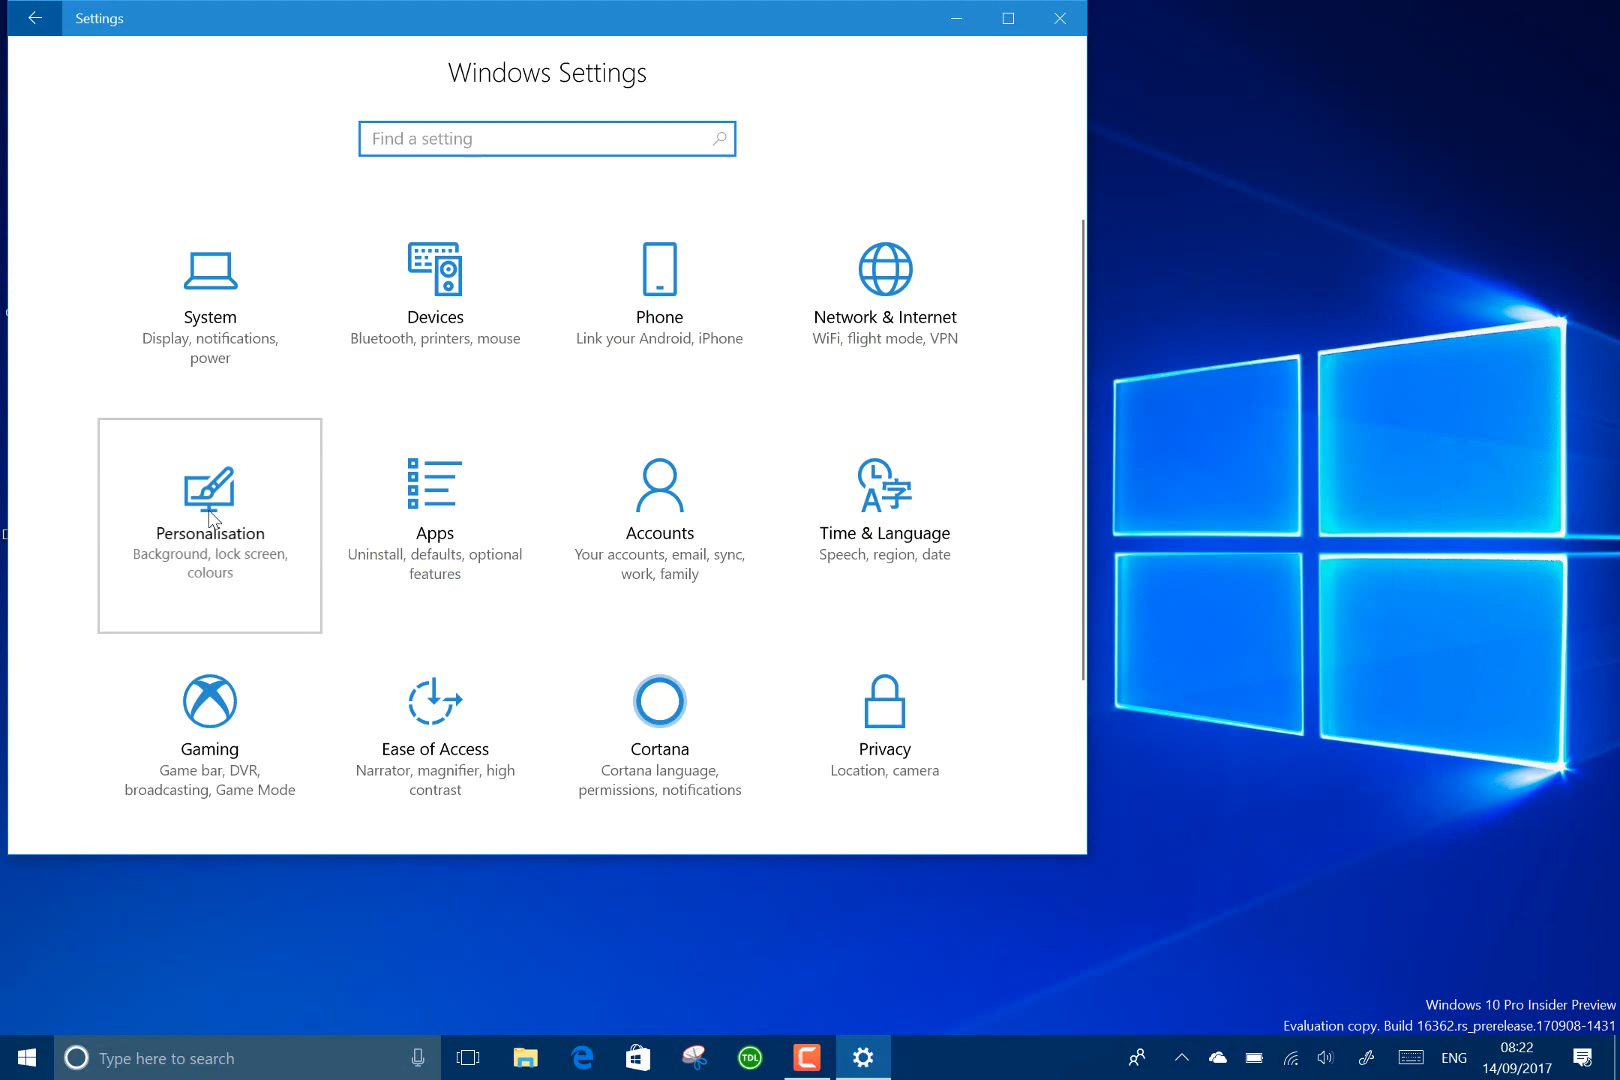 Settings
Windows Settings
Find a setting
System
Display, notifications,
power
Devices
Bluetooth, printers, mouse
Phone
Link your Android, iPhone
Network & Internet
WiFi, flight mode, VPN
Personalisation
Background, lock screen,
colours
Apps
Uninstall, defaults, optional
features
Accounts
Your accounts, email, sync,
work, family
A字
Time & Language
Speech, region, date
Gaming
Game bar, DVR,
broadcasting, Game Mode
Ease of Access
Narrator, magnifier, high
contrast
Cortana
Cortana language,
permissions, notifications
Privacy
Location, camera
Windows 10 Pro Insider Preview
Evaluation copy. Build 16362.rs_prerelease.170908-1431
Type here to search
TDL
ENG
08:22
14/09/2017